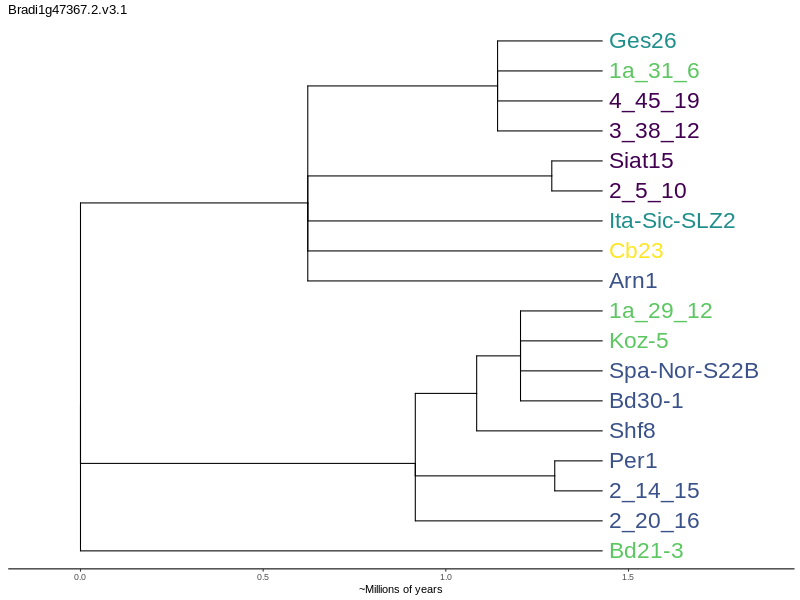 Bradi1g47367.2.v3.1
Ges26
1a_31_6
4_45_19
3_38_12
Siat15
2_5_10
Ita-Sic-SLZ2
Cb23
Arn1
1a_29_12
Koz-5
Spa-Nor-S22B
Bd30-1
Shf8
Per1
2_14_15
2_20_16
Bd21-3
0.0 0.5 1.0 1.5
~Millions of years